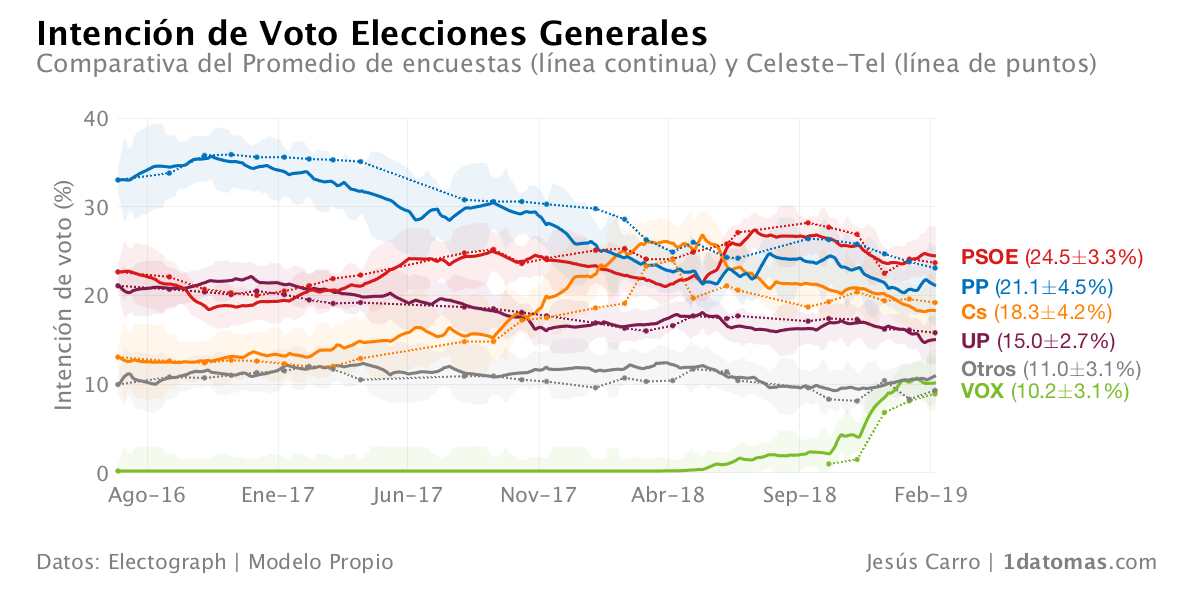 Intención de Voto Elecciones Generales
Comparativa del Promedio de encuestas (línea continua) y Celeste-Tel (línea de puntos)
Intención de voto (%)
40
30
20
10
0
Ago-16
Ene-17
Jun-17
Nov-17
Abr-18
Sep-18
Feb-19
PSOE (24.5±3.3%)
PP (21.1±4.5%)
Cs (18.3±4.2%)
UP (15.0±2.7%)
Otros (11.0±3.1%)
VOX (10.2±3.1%)
Datos: Electograph | Modelo Propio
Jesús Carro | 1datomas.com